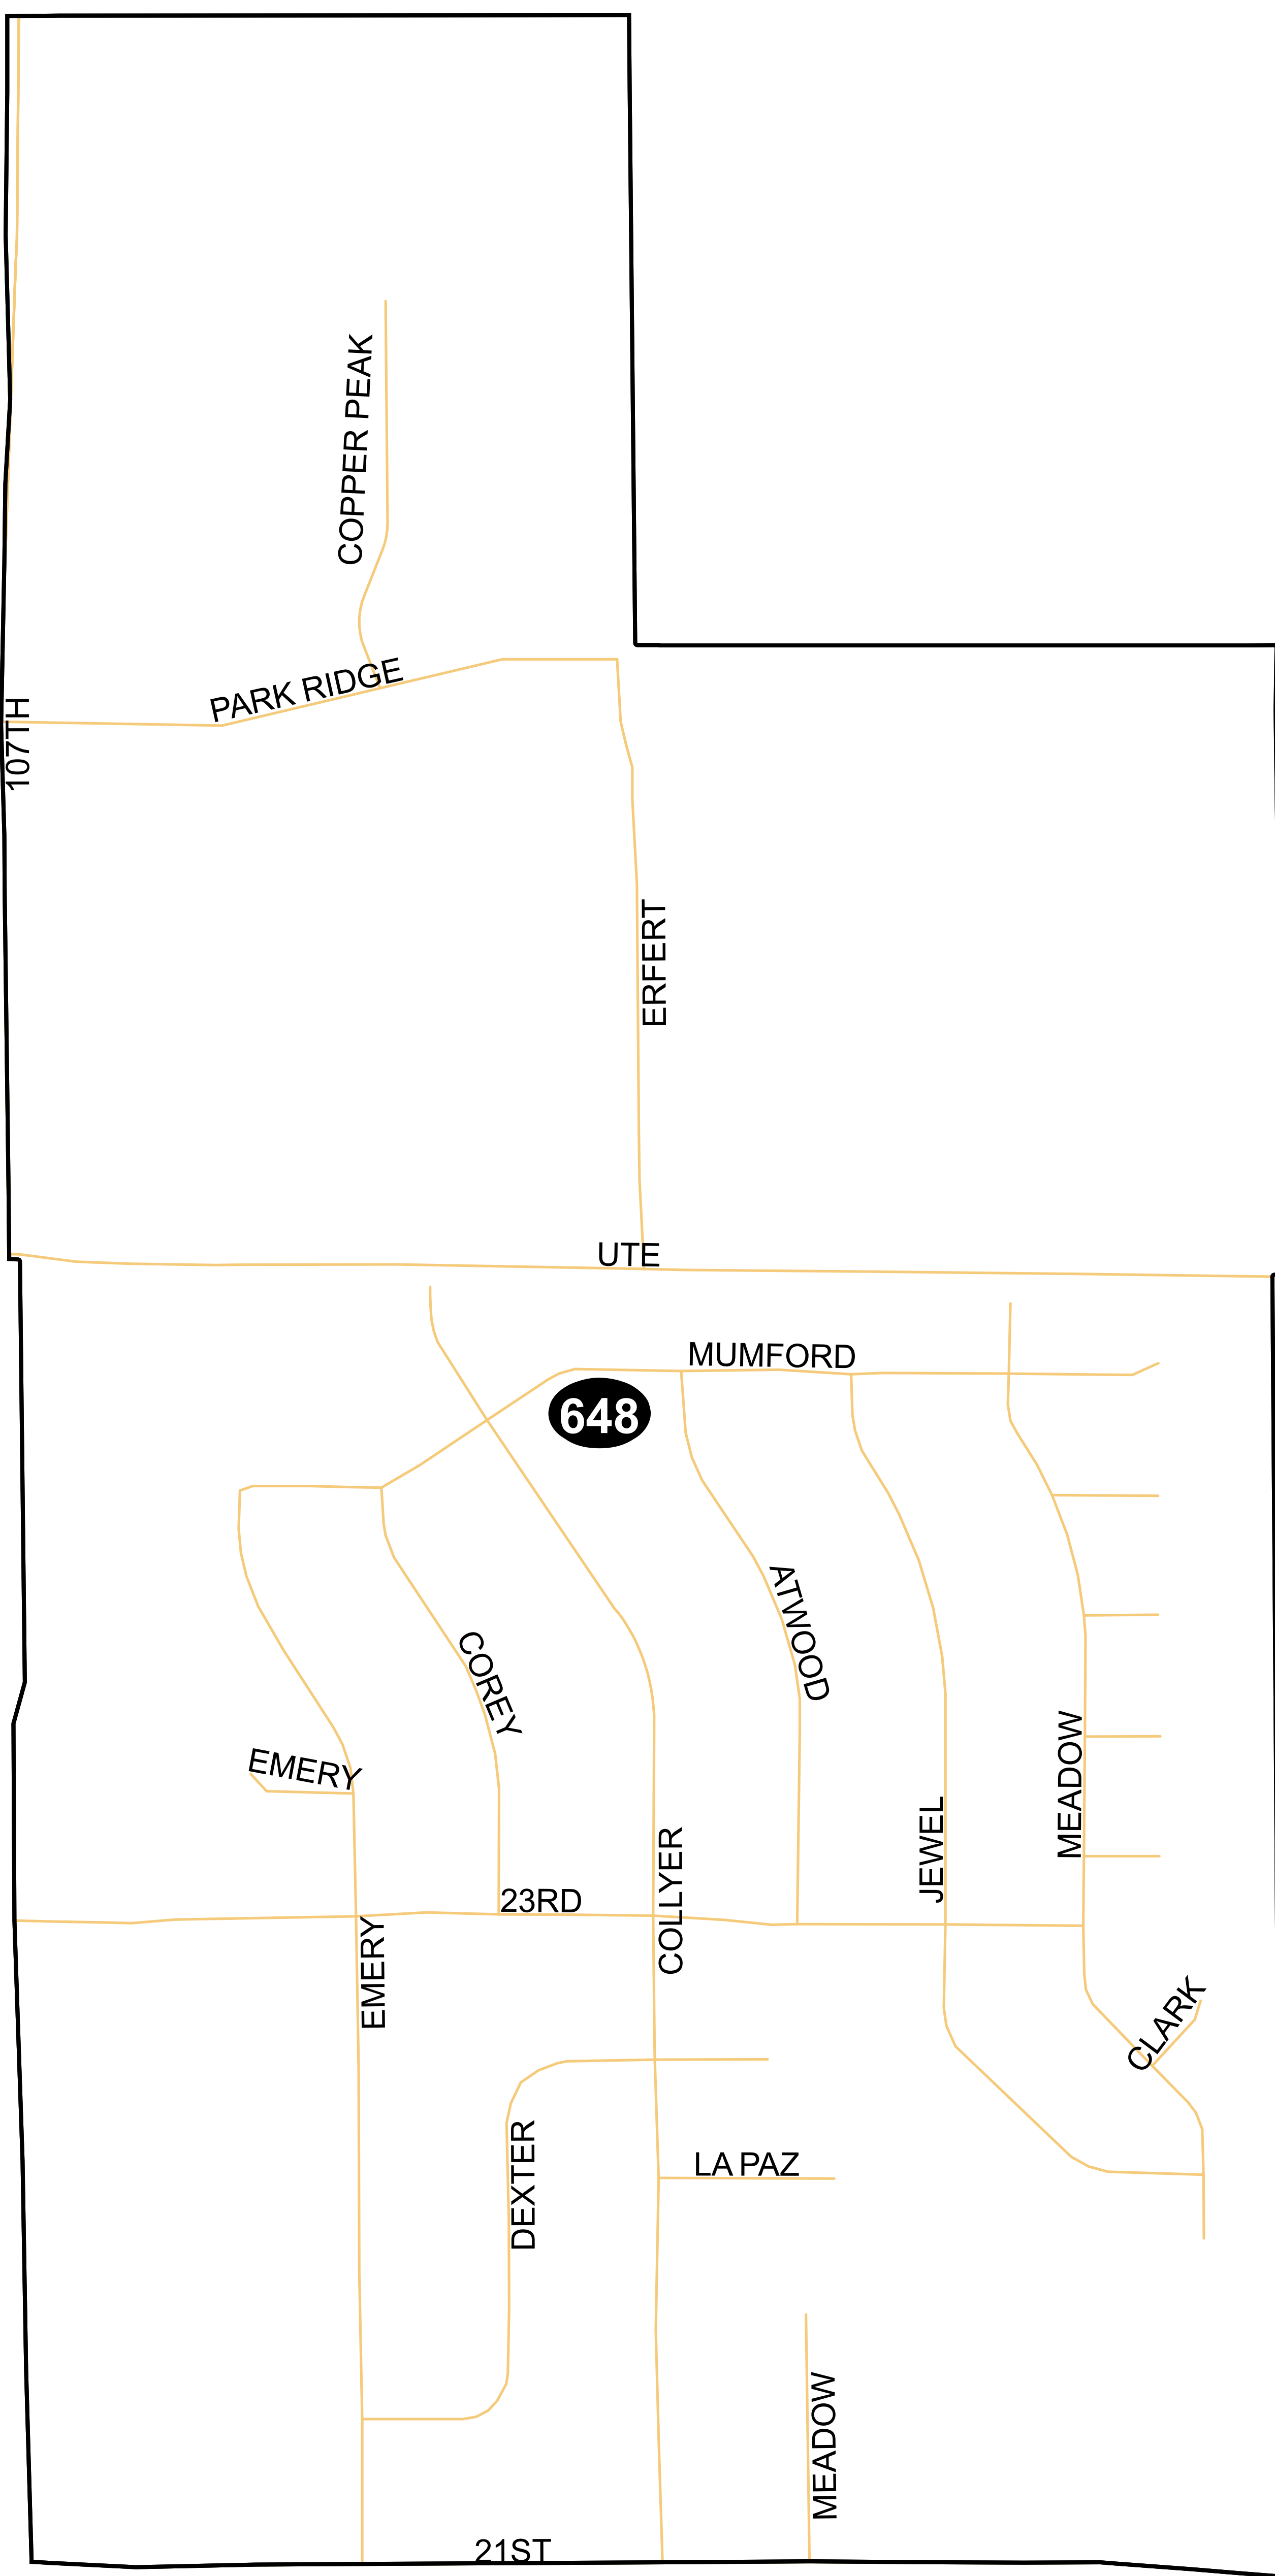 COPPER PEAK
PARK RIDGE
107TH
ERFERT
UTE
MUMFORD
648
ATWOOD
COREY
MEADOW
EMERY
JEWEL
COLLYER
23RD
EMERY
CLARK
DEXTER
LA PAZ
MEADOW
21ST